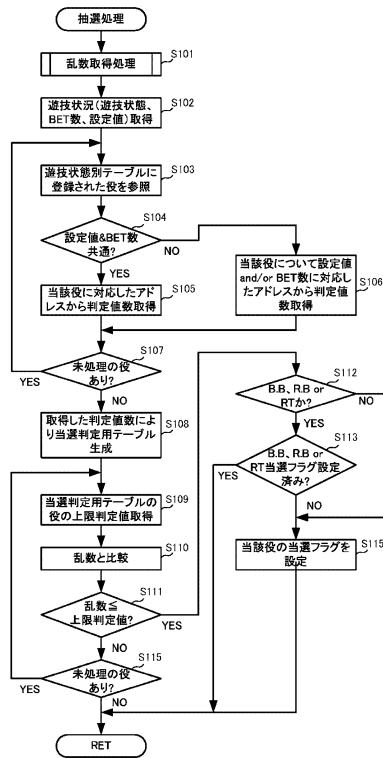 抽選処理
乱数取得処理
S101
遊技状況(遊技状態、
BET数、設定値)取得
S102
遊技状態別テーブルに
登録された役を参照
S103
設定値&BET数
共通?
S104
NO
YES
当該役に対応したアド
レスから判定値数取得
S105
当該役について設定値
and/or BET数に対応し
たアドレスから判定値
数取得
S106
未処理の役
あり?
S107
YES
NO
取得した判定値数によ
り当選判定用テーブル
生成
S108
当選判定用テーブルの
役の上限判定値取得
S109
乱数と比較
S110
乱数≦
上限判定値?
S111
YES
NO
未処理の役
あり?
S115
YES
NO
RET
B.B、R.B or
RTか?
S112
NO
YES
B.B、R.B or
RT当選フラグ設定
済み?
S113
YES
NO
当該役の当選フラグを
設定
S115